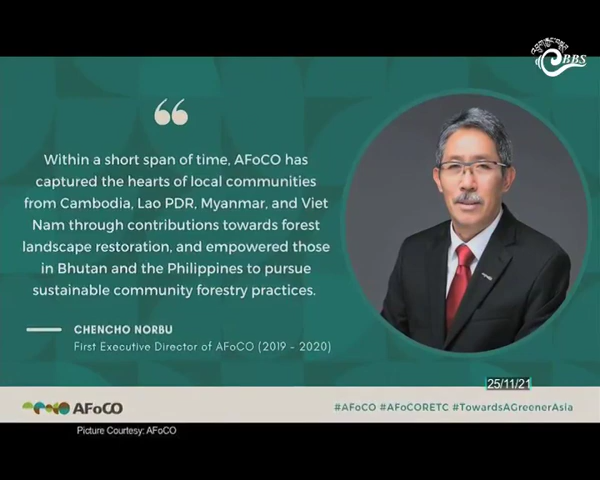 BBS
❝
Within a short span of time, AFoCO has
captured the hearts of local communities
from Cambodia, Lao PDR, Myanmar, and Viet
Nam through contributions towards forest
landscape restoration, and empowered those
in Bhutan and the Philippines to pursue
sustainable community forestry practices.
CHENCHO NORBU
First Executive Director of AFoCO (2019 - 2020)
25/11/21
AFoCO
#AFoCO #AFoCORETC #TowardsAGreenerAsia
Picture Courtesy: AFoCO